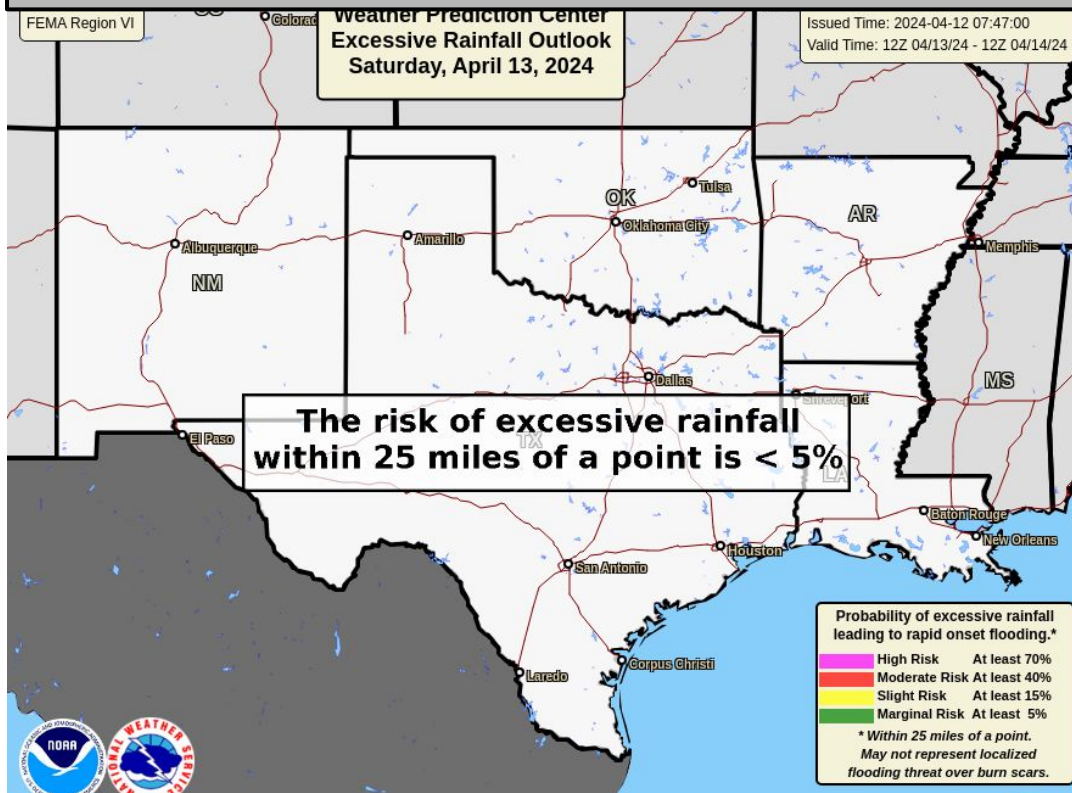 FEMA Region VI
Weather Prediction Center
Excessive Rainfall Outlook
Saturday, April 13, 2024
Issued Time: 2024-04-12 07:47:00
Valid Time: 12Z 04/13/24 - 12Z 04/14/24
Tulsa
OK
Oklahoma City
AR
Albuquerque
Amarillo
Memphis
NM
Dallas
MS
Shreveport
The risk of excessive rainfall
within 25 miles of a point is < 5%
El Paso
TX
LA
Baton Rouge
New Orleans
Houston
San Antonio
Corpus Christi
Laredo
Probability of excessive rainfall
leading to rapid onset flooding.*
High Risk At least 70%
Moderate Risk At least 40%
Slight Risk At least 15%
Marginal Risk At least 5%
* Within 25 miles of a point.
May not represent localized
flooding threat over burn scars.
NOAA
NATIONAL WEATHER SERVICE